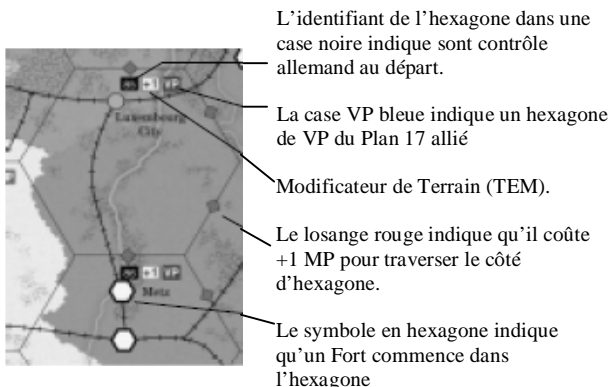 L'identifiant de l'hexagone dans une
case noire indique sont contrôle
allemand au départ.
La case VP bleue indique un hexagone
de VP du Plan 17 allié
Modificateur de Terrain (TEM).
Le losange rouge indique qu'il coûte
+1 MP pour traverser le côté
d'hexagone.
Le symbole en hexagone indique
qu'un Fort commence dans
l'hexagone
+1 VP
Luxembourg
City
+1 VP
Metz